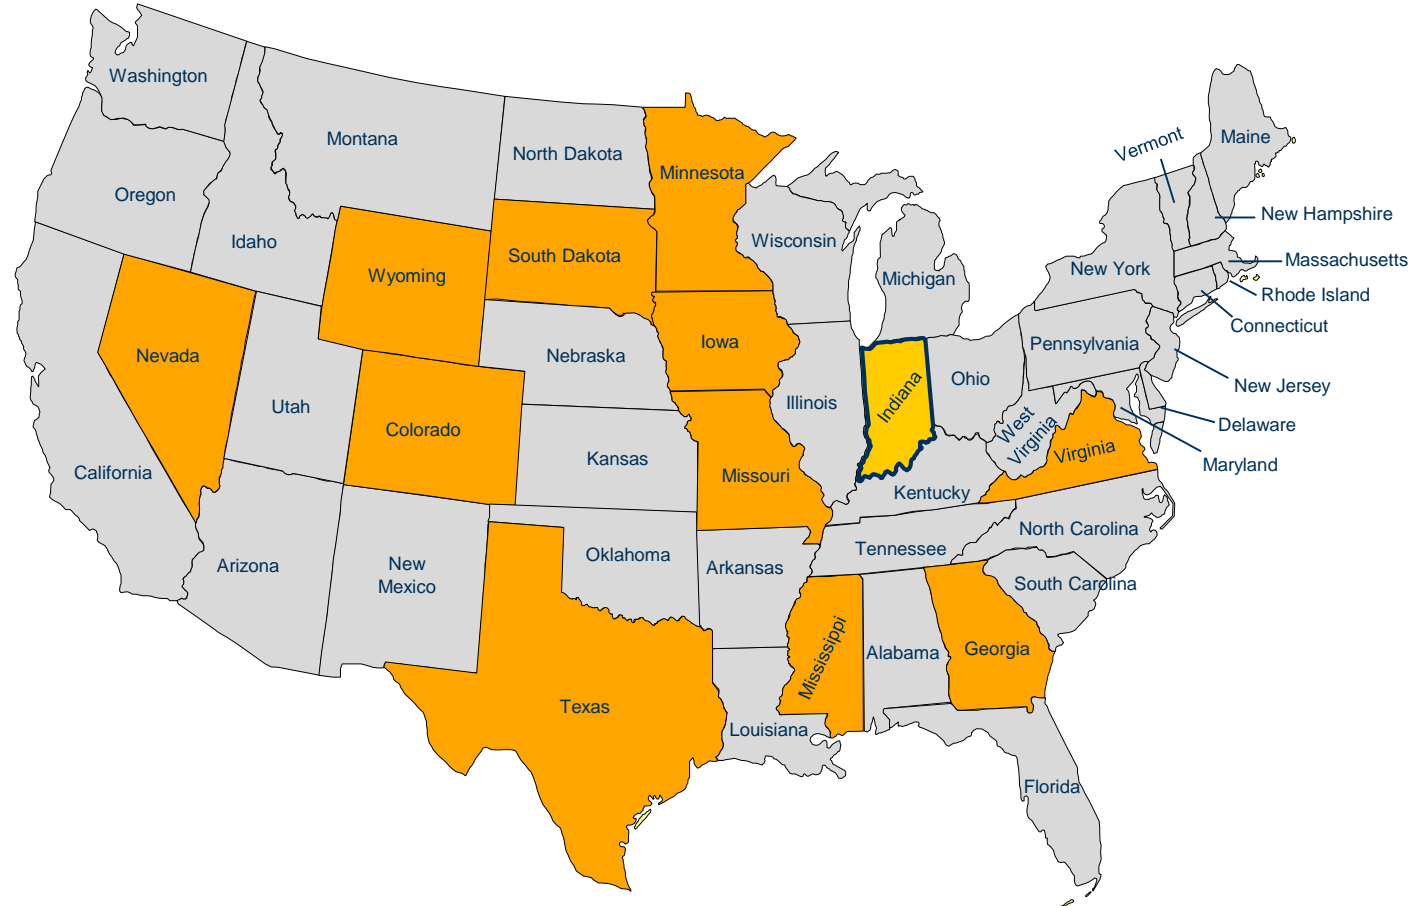 Washington
Montana
North Dakota
Minnesota
Maine
Vermont
Oregon
Idaho
Wyoming
South Dakota
Wisconsin
Michigan
New York
New Hampshire
Massachusetts
Rhode Island
Connecticut
Nevada
Utah
Nebraska
Iowa
Illinois
Indiana
Ohio
Pennsylvania
New Jersey
Delaware
Maryland
California
Colorado
Kansas
Missouri
Kentucky
West
Virginia
Virginia
Arizona
New
Mexico
Oklahoma
Arkansas
Tennessee
North Carolina
South Carolina
Texas
Louisiana
Mississippi
Alabama
Georgia
Florida